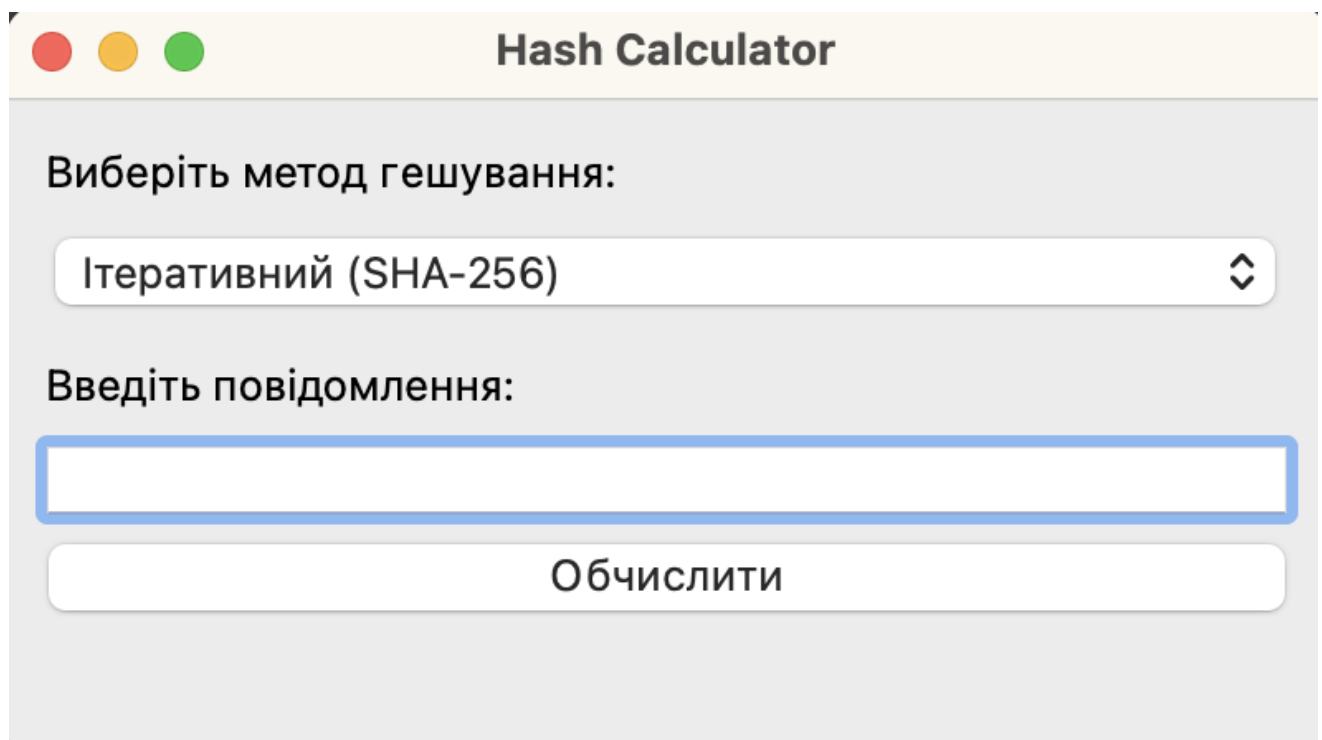 Hash Calculator
Виберіть метод гешування:
Ітеративний (SHA-256)
Введіть повідомлення:
Обчислити